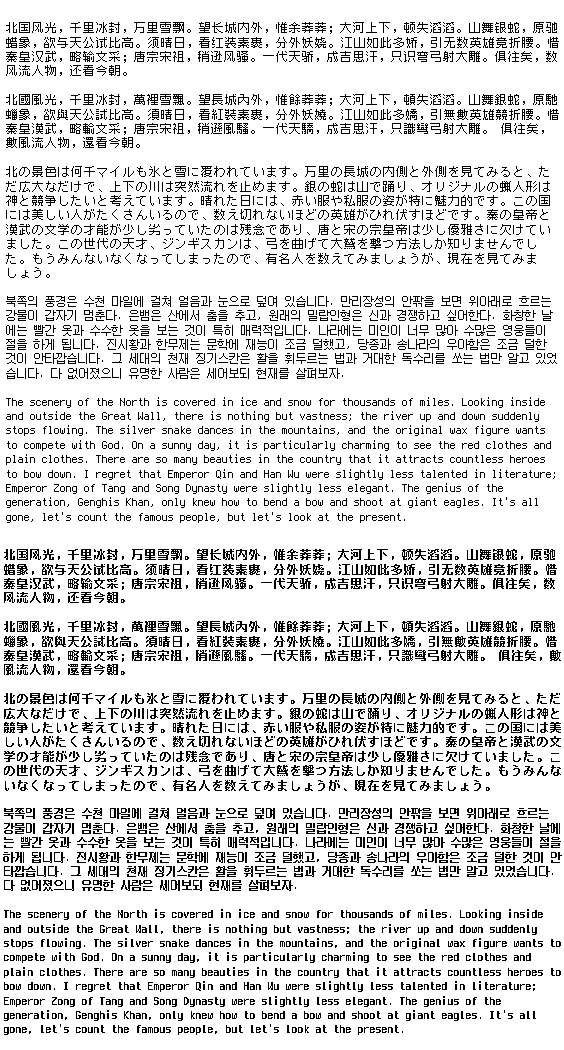 北国风光，千里冰封，万里雪飘。望长城内外，惟余莽莽；大河上下，顿失滔滔。山舞银蛇，原驰
蜡象，欲与天公试比高。须晴日，看红装素裹，分外妖娆。江山如此多娇，引无数英雄竞折腰。惜
秦皇汉武，略输文采；唐宗宋祖，稍逊风骚。一代天骄，成吉思汗，只识弯弓射大雕。俱往矣，数
风流人物，还看今朝。
北國風光，千里冰封，萬裡雪飄。望長城內外，惟餘莽莽；大河上下，頓失滔滔。山舞銀蛇，原馳
蠟象，欲與天公試比高。須晴日，看紅裝素裹，分外妖嬈。江山如此多嬌，引無數英雄競折腰。惜
秦皇漢武，略輸文采；唐宗宋祖，稍遜風騷。一代天驕，成吉思汗，只識彎弓射大雕。 俱往矣，
數風流人物，還看今朝。
北の景色は何千マイルも氷と雪に覆われています。万里の長城の内側と外側を見てみると、た
だ広大なだけで、上下の川は突然流れを止めます。銀の蛇は山で踊り、オリジナルの蝋人形は
神と競争したいと考えています。晴れた日には、赤い服や私服の姿が特に魅力的です。この国
には美しい人がたくさんいるので、数え切れないほどの英雄がひれ伏すほどです。秦の皇帝と
漢武の文学の才能が少し劣っていたのは残念であり、唐と宋の宗皇帝は少し優雅さに欠けてい
ました。この世代の天才、ジンギスカンは、弓を曲げて大鷲を撃つ方法しか知りませんでし
た。もうみんないなくなってしまったので、有名人を数えてみましょうが、現在を見てみま
しょう。
북쪽의 풍경은 수천 마일에 걸쳐 얼음과 눈으로 덮여 있습니다. 만리장성의 안팎을 보면 위아래로 흐르는
강물이 갑자기 멈춘다. 은뱀은 산에서 춤을 추고, 원래의 밀랍인형은 신과 경쟁하고 싶어한다. 화창한 날
에는 빨간 옷과 수수한 옷을 보는 것이 특히 매력적입니다. 나라에는 미인이 너무 많아 수많은 영웅들이
절을 하게 됩니다. 진시황과 한무제는 문학에 재능이 조금 덜했고, 당종과 송나라의 우아함은 조금 덜한
것이 안타깝습니다. 그 세대의 천재 징기스칸은 활을 휘두르는 법과 거대한 독수리를 쏘는 법만 알고 있었
습니다. 다 없어졌으니 유명한 사람은 세어보되 현재를 살펴보자.
The scenery of the North is covered in ice and snow for thousands of miles. Looking inside
and outside the Great Wall, there is nothing but vastness; the river up and down suddenly
stops flowing. The silver snake dances in the mountains, and the original wax figure wants
to compete with God. On a sunny day, it is particularly charming to see the red clothes and
plain clothes. There are so many beauties in the country that it attracts countless heroes
to bow down. I regret that Emperor Qin and Han Wu were slightly less talented in literature;
Emperor Zong of Tang and Song Dynasty were slightly less elegant. The genius of the
generation, Genghis Khan, only knew how to bend a bow and shoot at giant eagles. It's all
gone, let's count the famous people, but let's look at the present.
北国风光，千里冰封，万里雪飘。望长城内外，惟余莽莽；大河上下，顿失滔滔。山舞银蛇，原驰
蜡象，欲与天公试比高。须晴日，看红装素裹，分外妖娆。江山如此多娇，引无数英雄竞折腰。惜
秦皇汉武，略输文采；唐宗宋祖，稍逊风骚。一代天骄，成吉思汗，只识弯弓射大雕。俱往矣，数
风流人物，还看今朝。
北國風光，千里冰封，萬裡雪飄。望長城內外，惟餘莽莽；大河上下，頓失滔滔。山舞銀蛇，原馳
蠟象，欲與天公試比高。須晴日，看紅裝素裹，分外妖嬈。江山如此多嬌，引無數英雄競折腰。惜
秦皇漢武，略輸文采；唐宗宋祖，稍遜風騷。一代天驕，成吉思汗，只識彎弓射大雕。 俱往矣，數
風流人物，還看今朝。
北の景色は何千マイルも氷と雪に覆われています。万里の長城の内側と外側を見てみると、ただ
広大なだけで、上下の川は突然流れを止めます。銀の蛇は山で踊り、オリジナルの蝋人形は神と
競争したいと考えています。晴れた日には、赤い服や私服の姿が特に魅力的です。この国には美
しい人がたくさんいるので、数え切れないほどの英雄がひれ伏すほどです。秦の皇帝と漢武の文
学の才能が少し劣っていたのは残念であり、唐と宋の宗皇帝は少し優雅さに欠けていました。こ
の世代の天才、ジンギスカンは、弓を曲げて大鷲を撃つ方法しか知りませんでした。もうみんな
いなくなってしまったので、有名人を数えてみましょうが、現在を見てみましょう。
북쪽의 풍경은 수천 마일에 걸쳐 얼음과 눈으로 덮여 있습니다. 만리장성의 안팎을 보면 위아래로 흐르는
강물이 갑자기 멈춘다. 은뱀은 산에서 춤을 추고, 원래의 밀랍인형은 신과 경쟁하고 싶어한다. 화창한 날에
는 빨간 옷과 수수한 옷을 보는 것이 특히 매력적입니다. 나라에는 미인이 너무 많아 수많은 영웅들이 절을
하게 됩니다. 진시황과 한무제는 문학에 재능이 조금 덜했고, 당종과 송나라의 우아함은 조금 덜한 것이 안
타깝습니다. 그 세대의 천재 징기스칸은 활을 휘두르는 법과 거대한 독수리를 쏘는 법만 알고 있었습니다.
다 없어졌으니 유명한 사람은 세어보되 현재를 살펴보자.
The scenery of the North is covered in ice and snow for thousands of miles. Looking inside
and outside the Great Wall, there is nothing but vastness; the river up and down suddenly
stops flowing. The silver snake dances in the mountains, and the original wax figure wants to
compete with God. On a sunny day, it is particularly charming to see the red clothes and
plain clothes. There are so many beauties in the country that it attracts countless heroes to
bow down. I regret that Emperor Qin and Han Wu were slightly less talented in literature;
Emperor Zong of Tang and Song Dynasty were slightly less elegant. The genius of the
generation, Genghis Khan, only knew how to bend a bow and shoot at giant eagles. It's all
gone, let's count the famous people, but let's look at the present.